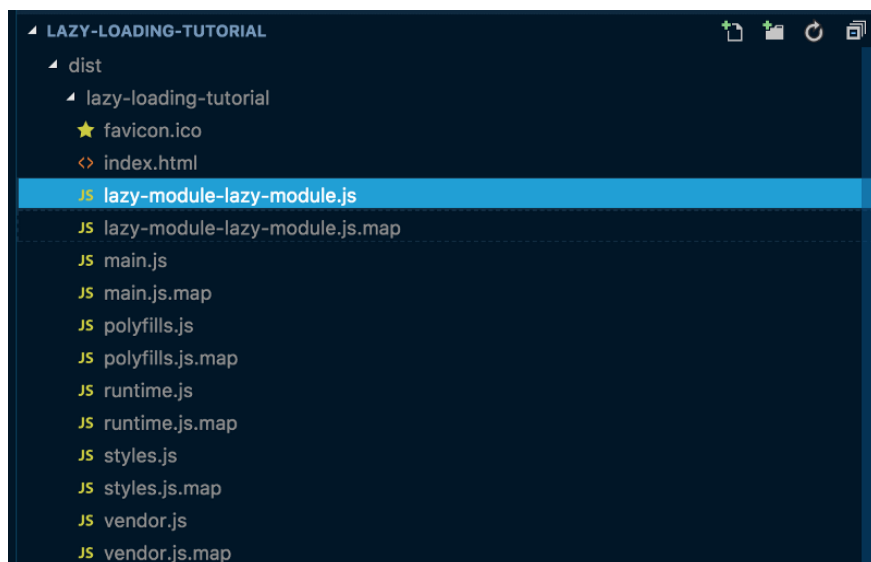 LAZY-LOADING-TUTORIAL
dist
lazy-loading-tutorial
favicon.ico
<> index.html
JS lazy-module-lazy-module.js
JS lazy-module-lazy-module.js.map
JS main.js
JS main.js.map
JS polyfills.js
JS polyfills.js.map
JS runtime.js
JS runtime.js.map
JS styles.js
JS styles.js.map
JS vendor.js
JS vendor.js.map